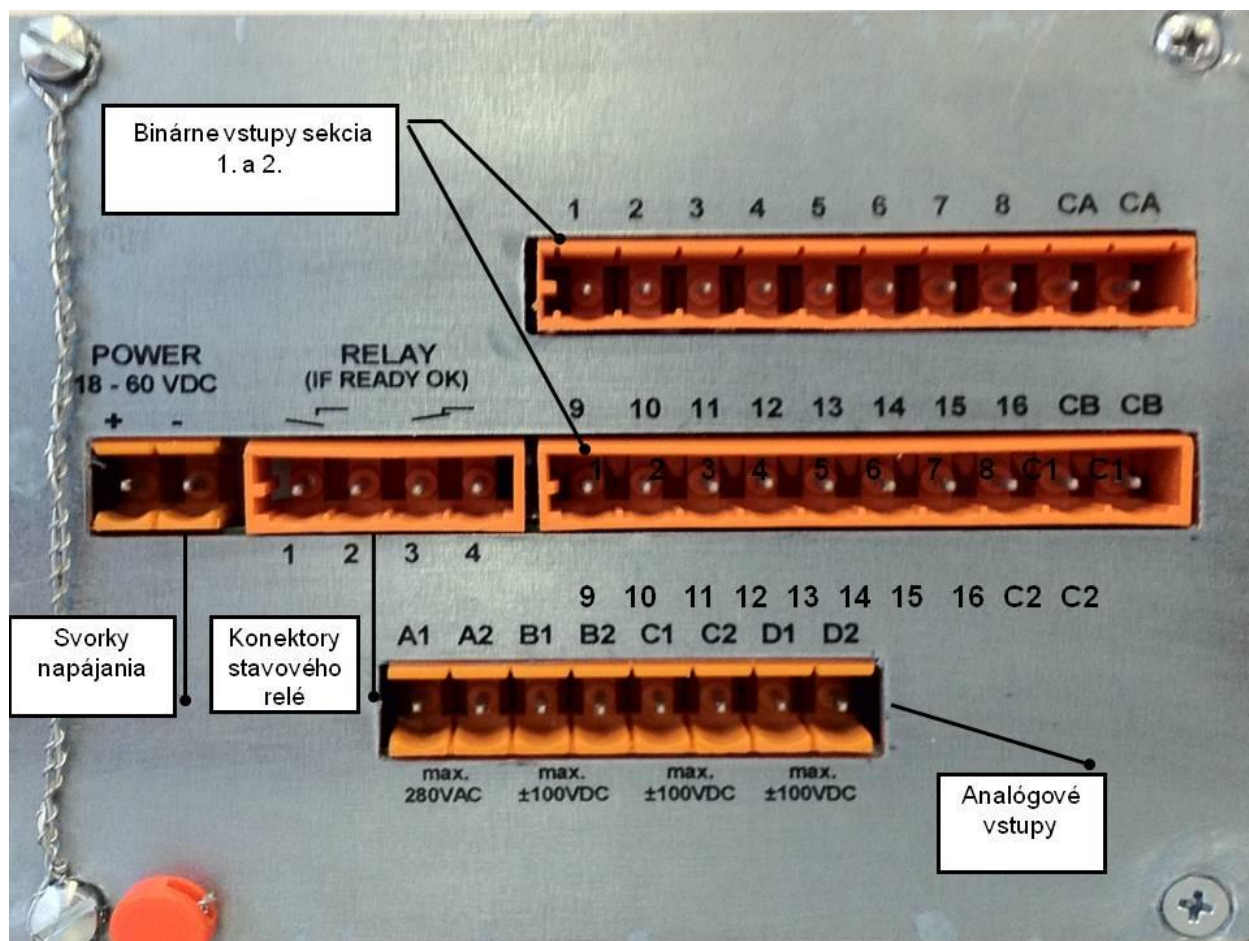 Binárne vstupy sekcia
1. a 2.
1 2 3 4 5 6 7 8 CA CA
POWER
18 - 60 VDC
+ -
RELAY
(IF READY OK)
9 10 11 12 13 14 15 16 CB CB
1 2 3 4 5 6 7 8 C1 C1
1 2 3 4
9 10 11 12 13 14 15 16 C2 C2
Svorky
napájania
Konektory
stavového
relé
A1 A2 B1 B2 C1 C2 D1 D2
max.
280VAC
max.
±100VDC
max.
±100VDC
max.
±100VDC
Analógové
vstupy